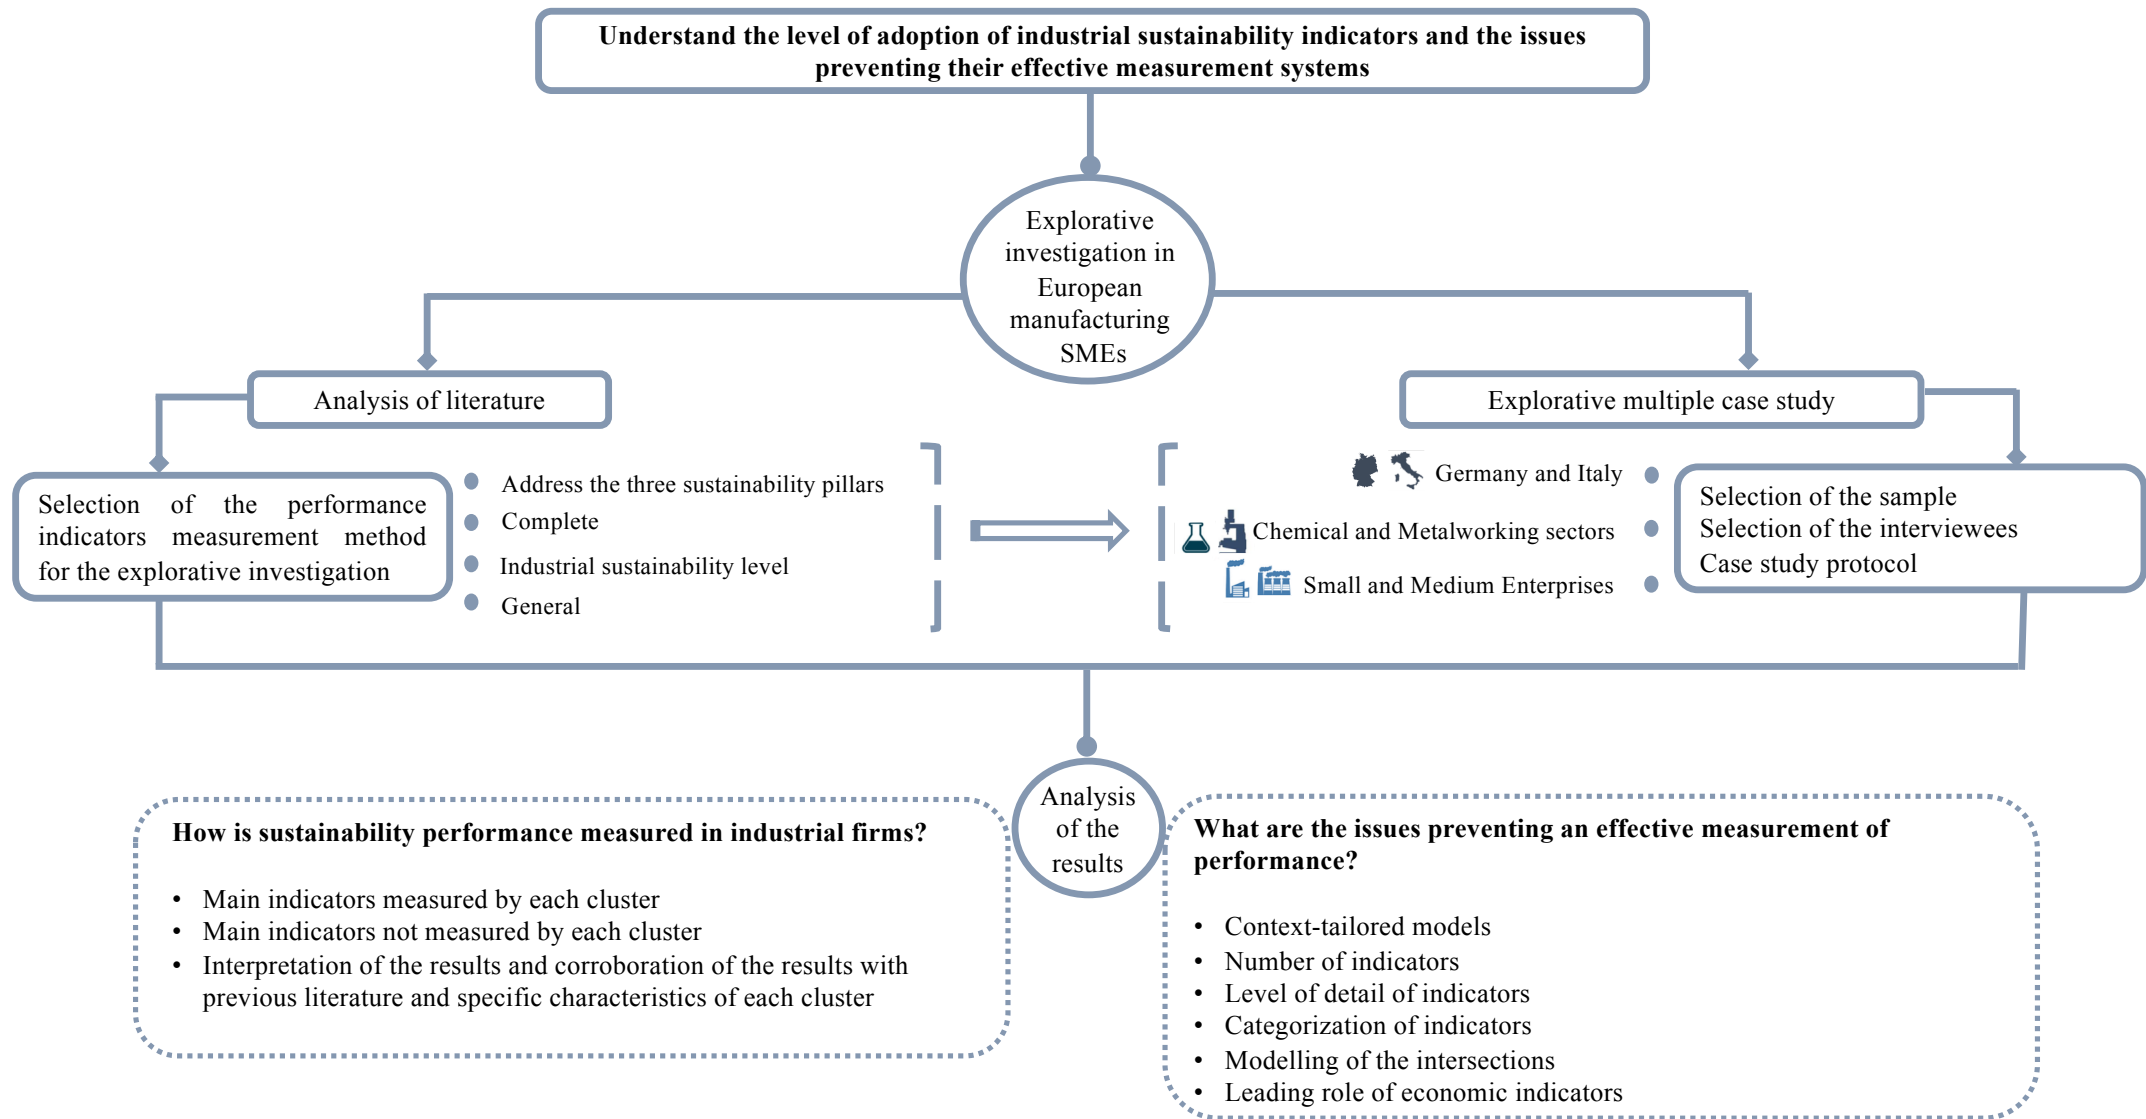 Understand the level of adoption of industrial sustainability indicators and the issues
preventing their effective measurement systems
Explorative
investigation in
European
manufacturing
SMEs
Analysis of literature
Explorative multiple case study
Selection of the performance
indicators measurement method
for the explorative investigation
Address the three sustainability pillars
Complete
Industrial sustainability level
General
Germany and Italy
Chemical and Metalworking sectors
Small and Medium Enterprises
Selection of the sample
Selection of the interviewees
Case study protocol
Analysis
of the
results
How is sustainability performance measured in industrial firms?
• Main indicators measured by each cluster
• Main indicators not measured by each cluster
• Interpretation of the results and corroboration of the results with
previous literature and specific characteristics of each cluster
What are the issues preventing an effective measurement of
performance?
• Context-tailored models
• Number of indicators
• Level of detail of indicators
• Categorization of indicators
• Modelling of the intersections
• Leading role of economic indicators